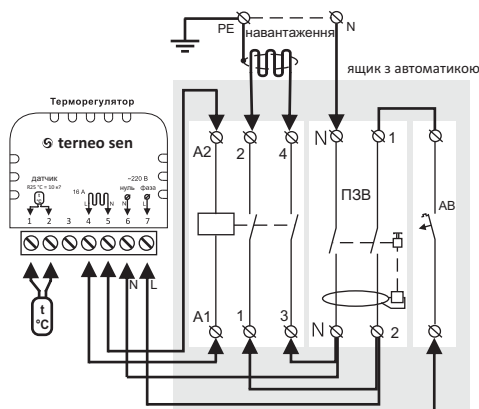 PE
N
навантаження
ящик з автоматикою
Терморегулятор
terneo sen
датчик
R25 °C = 10 к?
t °C
16 А
L
N
~220 В
нуль
фаза
N
L
1 2 3 4 5 6 7
N
L
t
°C
A2
2
4
N
1
ПЗВ
АВ
A1
1
3
N
2